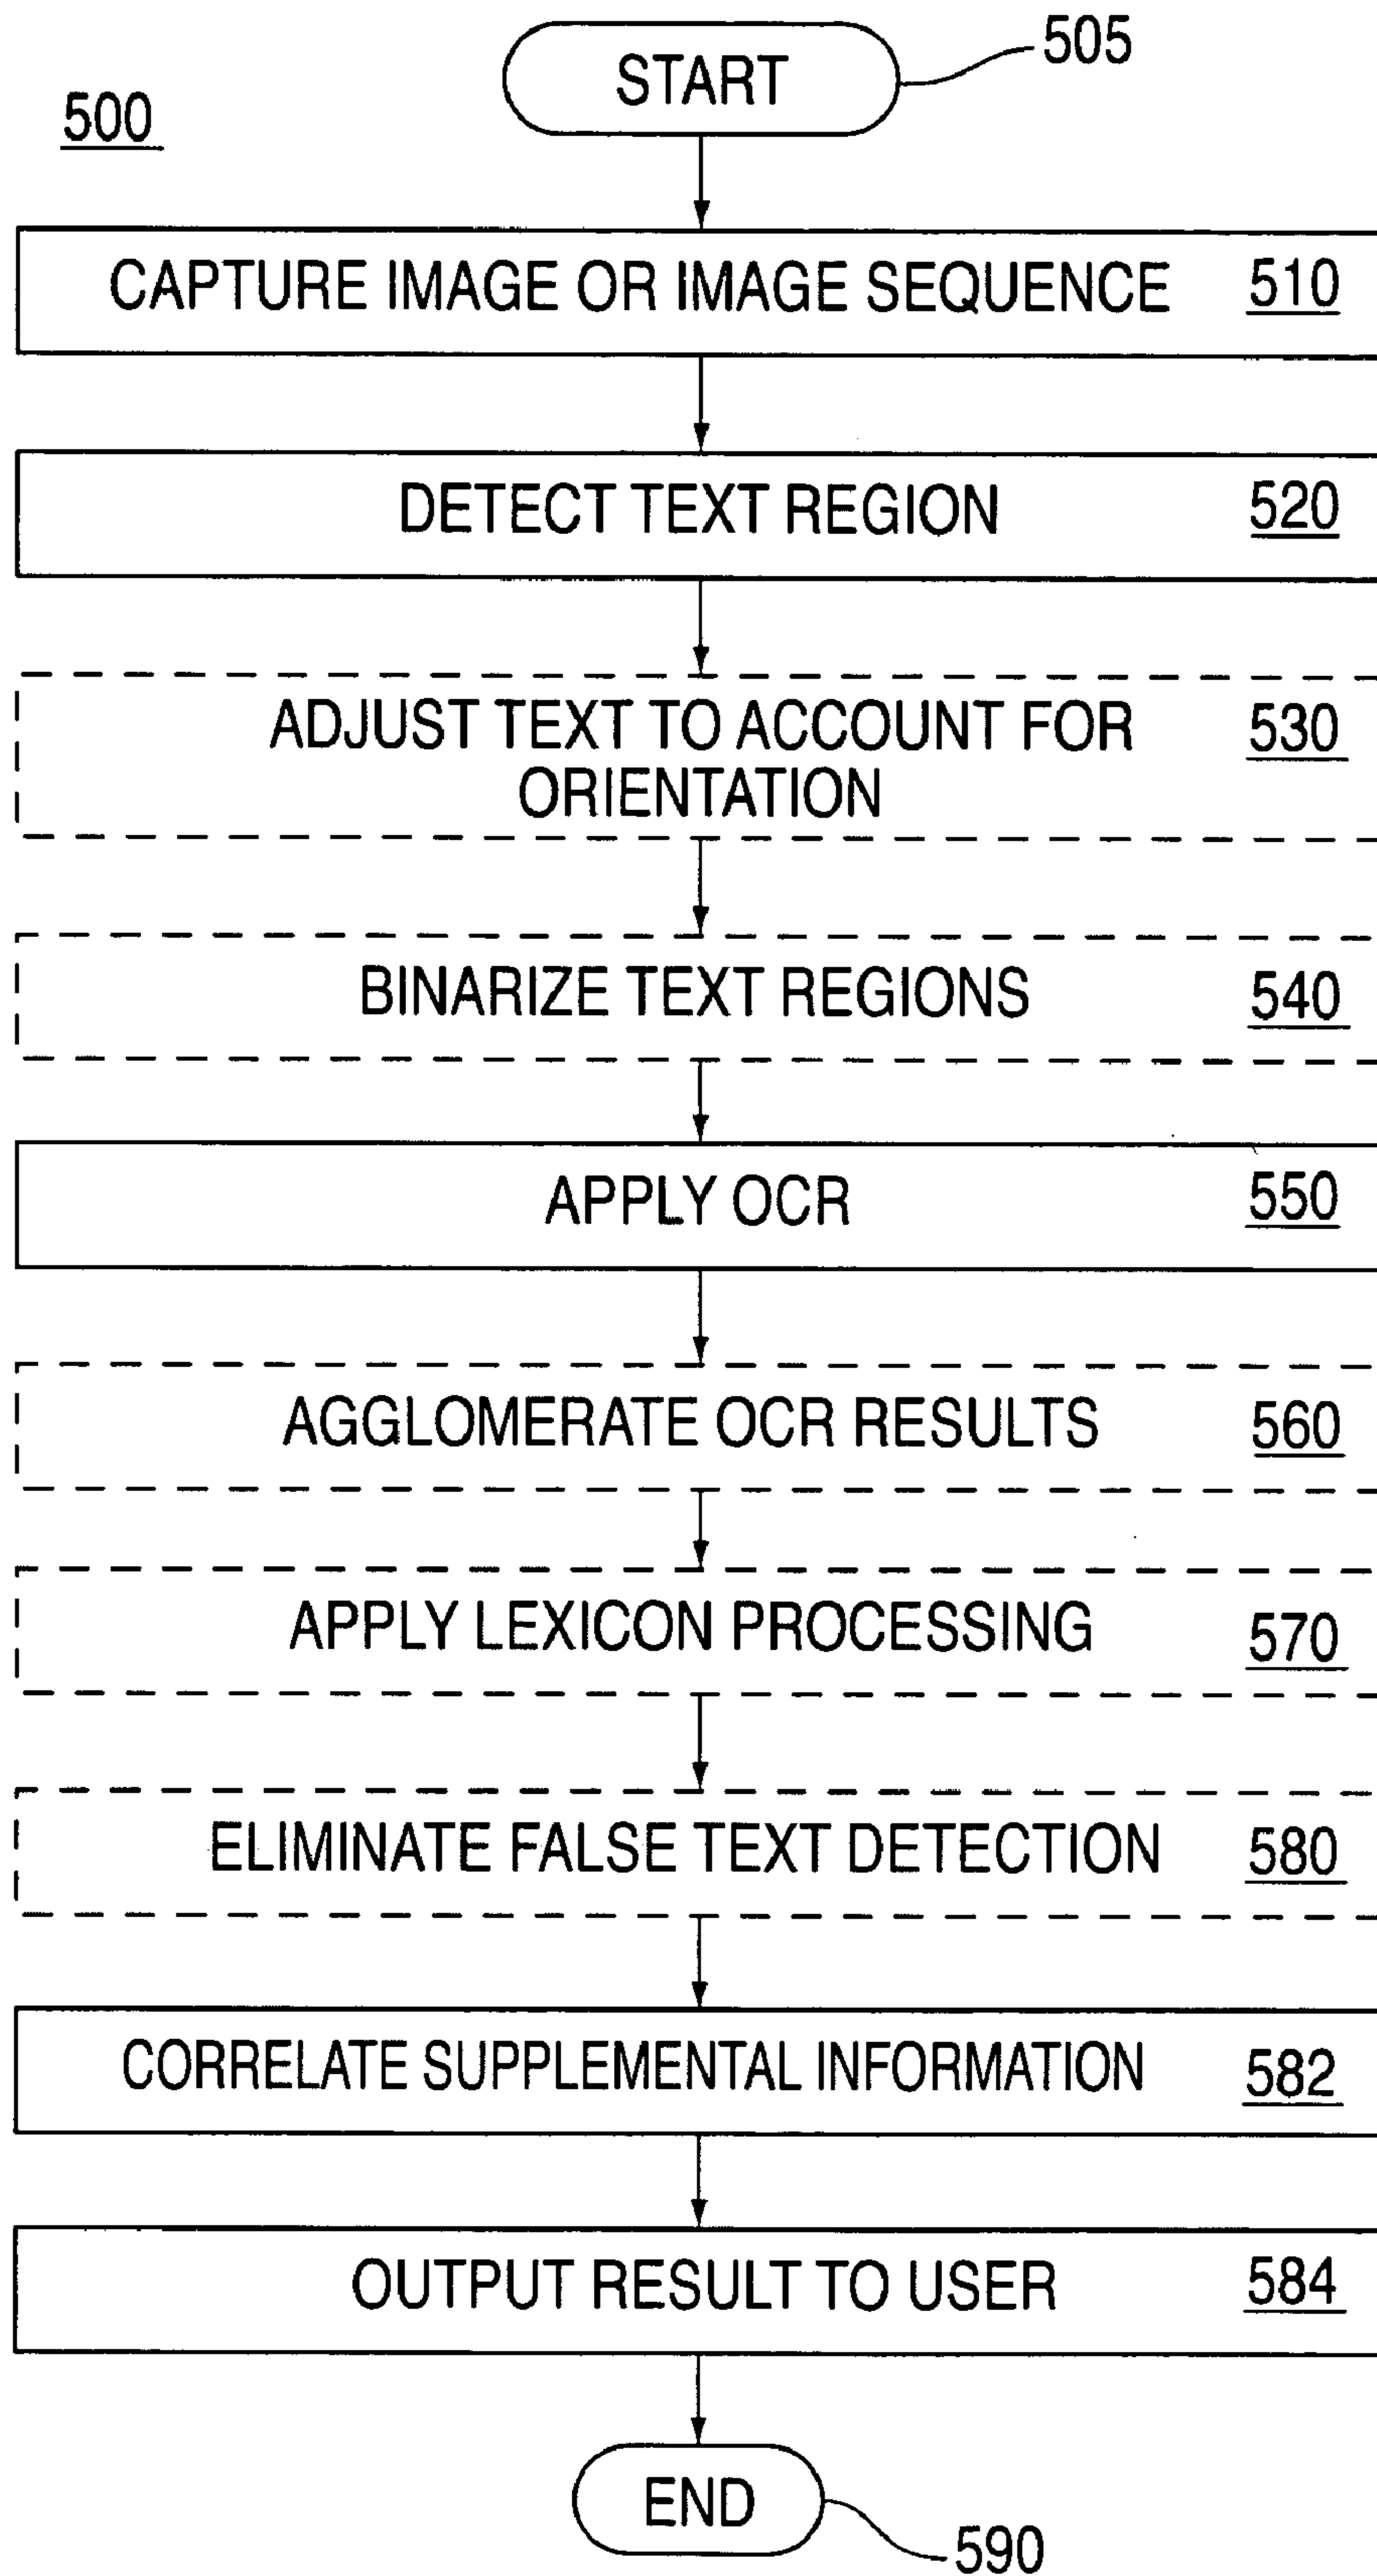 START 505
500
CAPTURE IMAGE OR IMAGE SEQUENCE 510
DETECT TEXT REGION 520
ADJUST TEXT TO ACCOUNT FOR 530
ORIENTATION
BINARIZE TEXT REGIONS 540
APPLY OCR 550
AGGLOMERATE OCR RESULTS 560
APPLY LEXICON PROCESSING 570
ELIMINATE FALSE TEXT DETECTION 580
CORRELATE SUPPLEMENTAL INFORMATION 582
OUTPUT RESULT TO USER 584
END 590